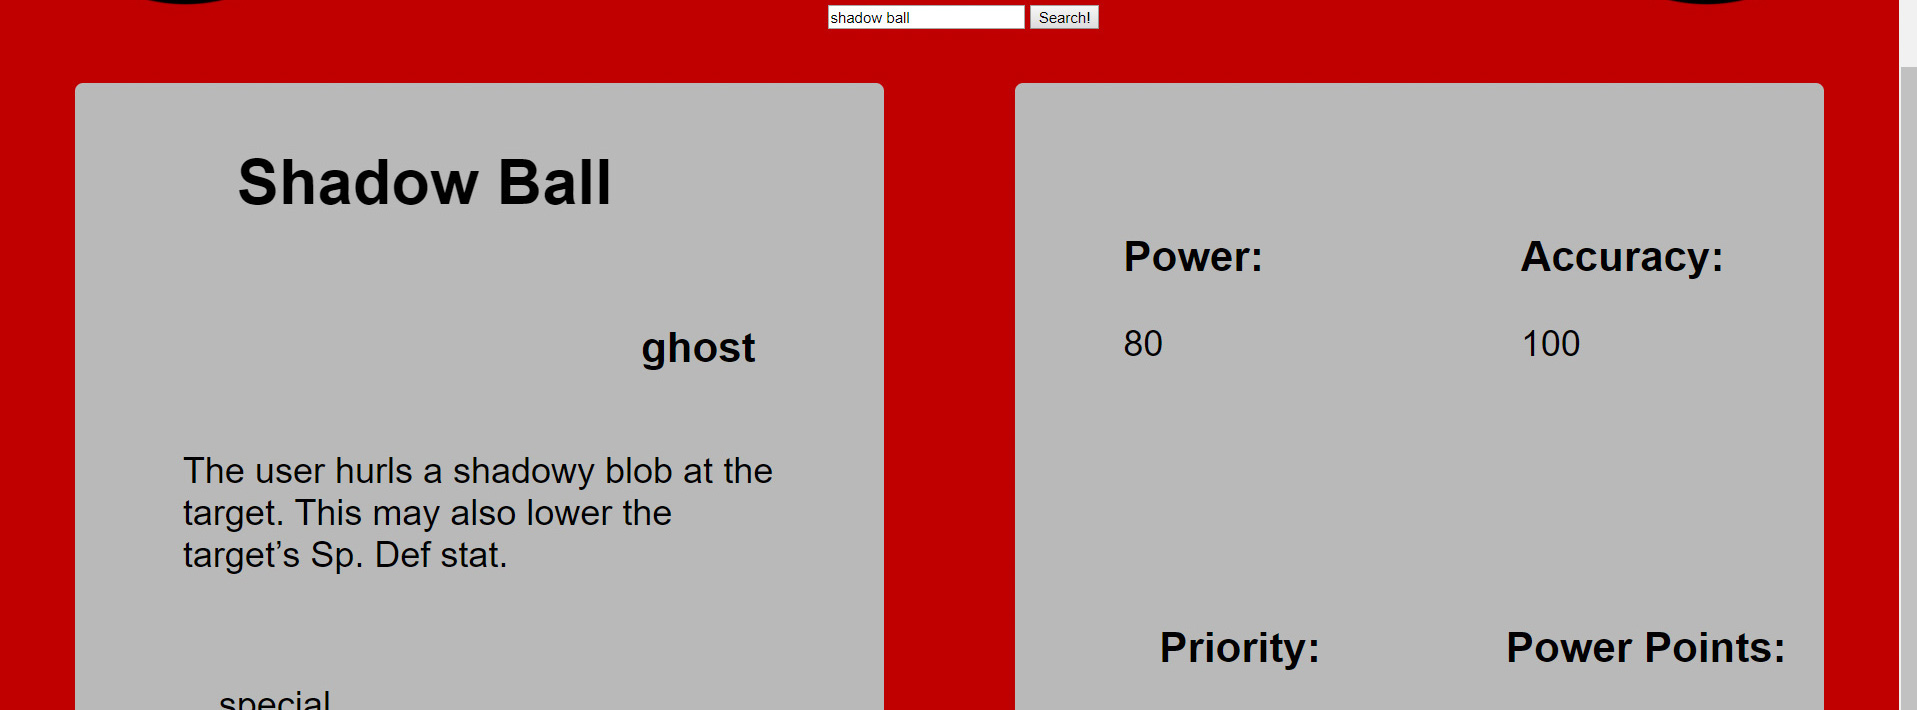 shadow ball Search!
Shadow Ball
ghost
The user hurls a shadowy blob at the
target. This may also lower the
target’s Sp. Def stat.
special
Power: Accuracy:
80 100
Priority: Power Points: